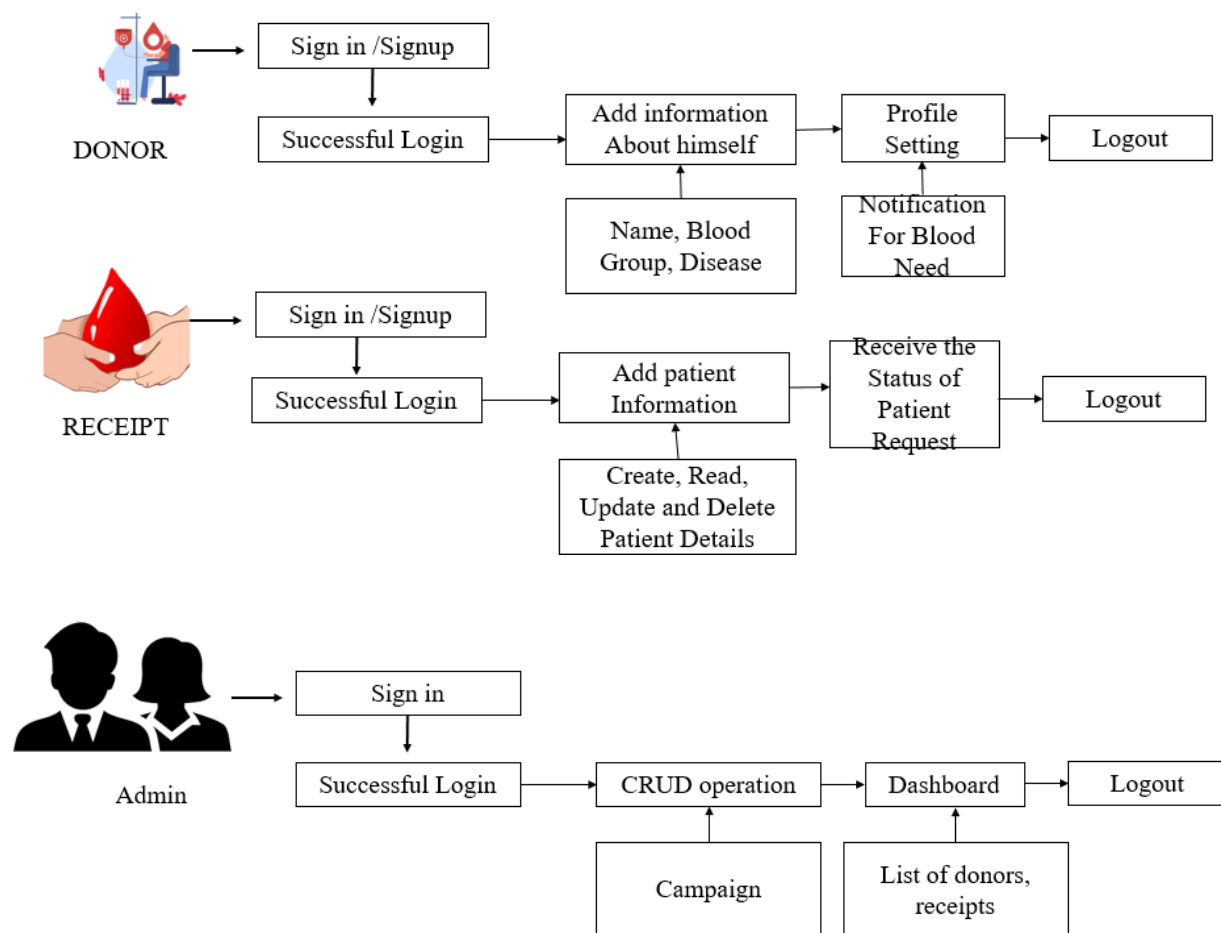 Sign in /Signup
DONOR
Successful Login
Add information
About himself
Profile
Setting
Logout
Name, Blood
Group, Disease
Notification
For Blood
Need
Sign in /Signup
RECEIPT
Successful Login
Add patient
Information
Receive the
Status of
Patient
Request
Logout
Create, Read,
Update and Delete
Patient Details
Sign in
Admin
Successful Login
CRUD operation
Dashboard
Logout
Campaign
List of donors,
receipts